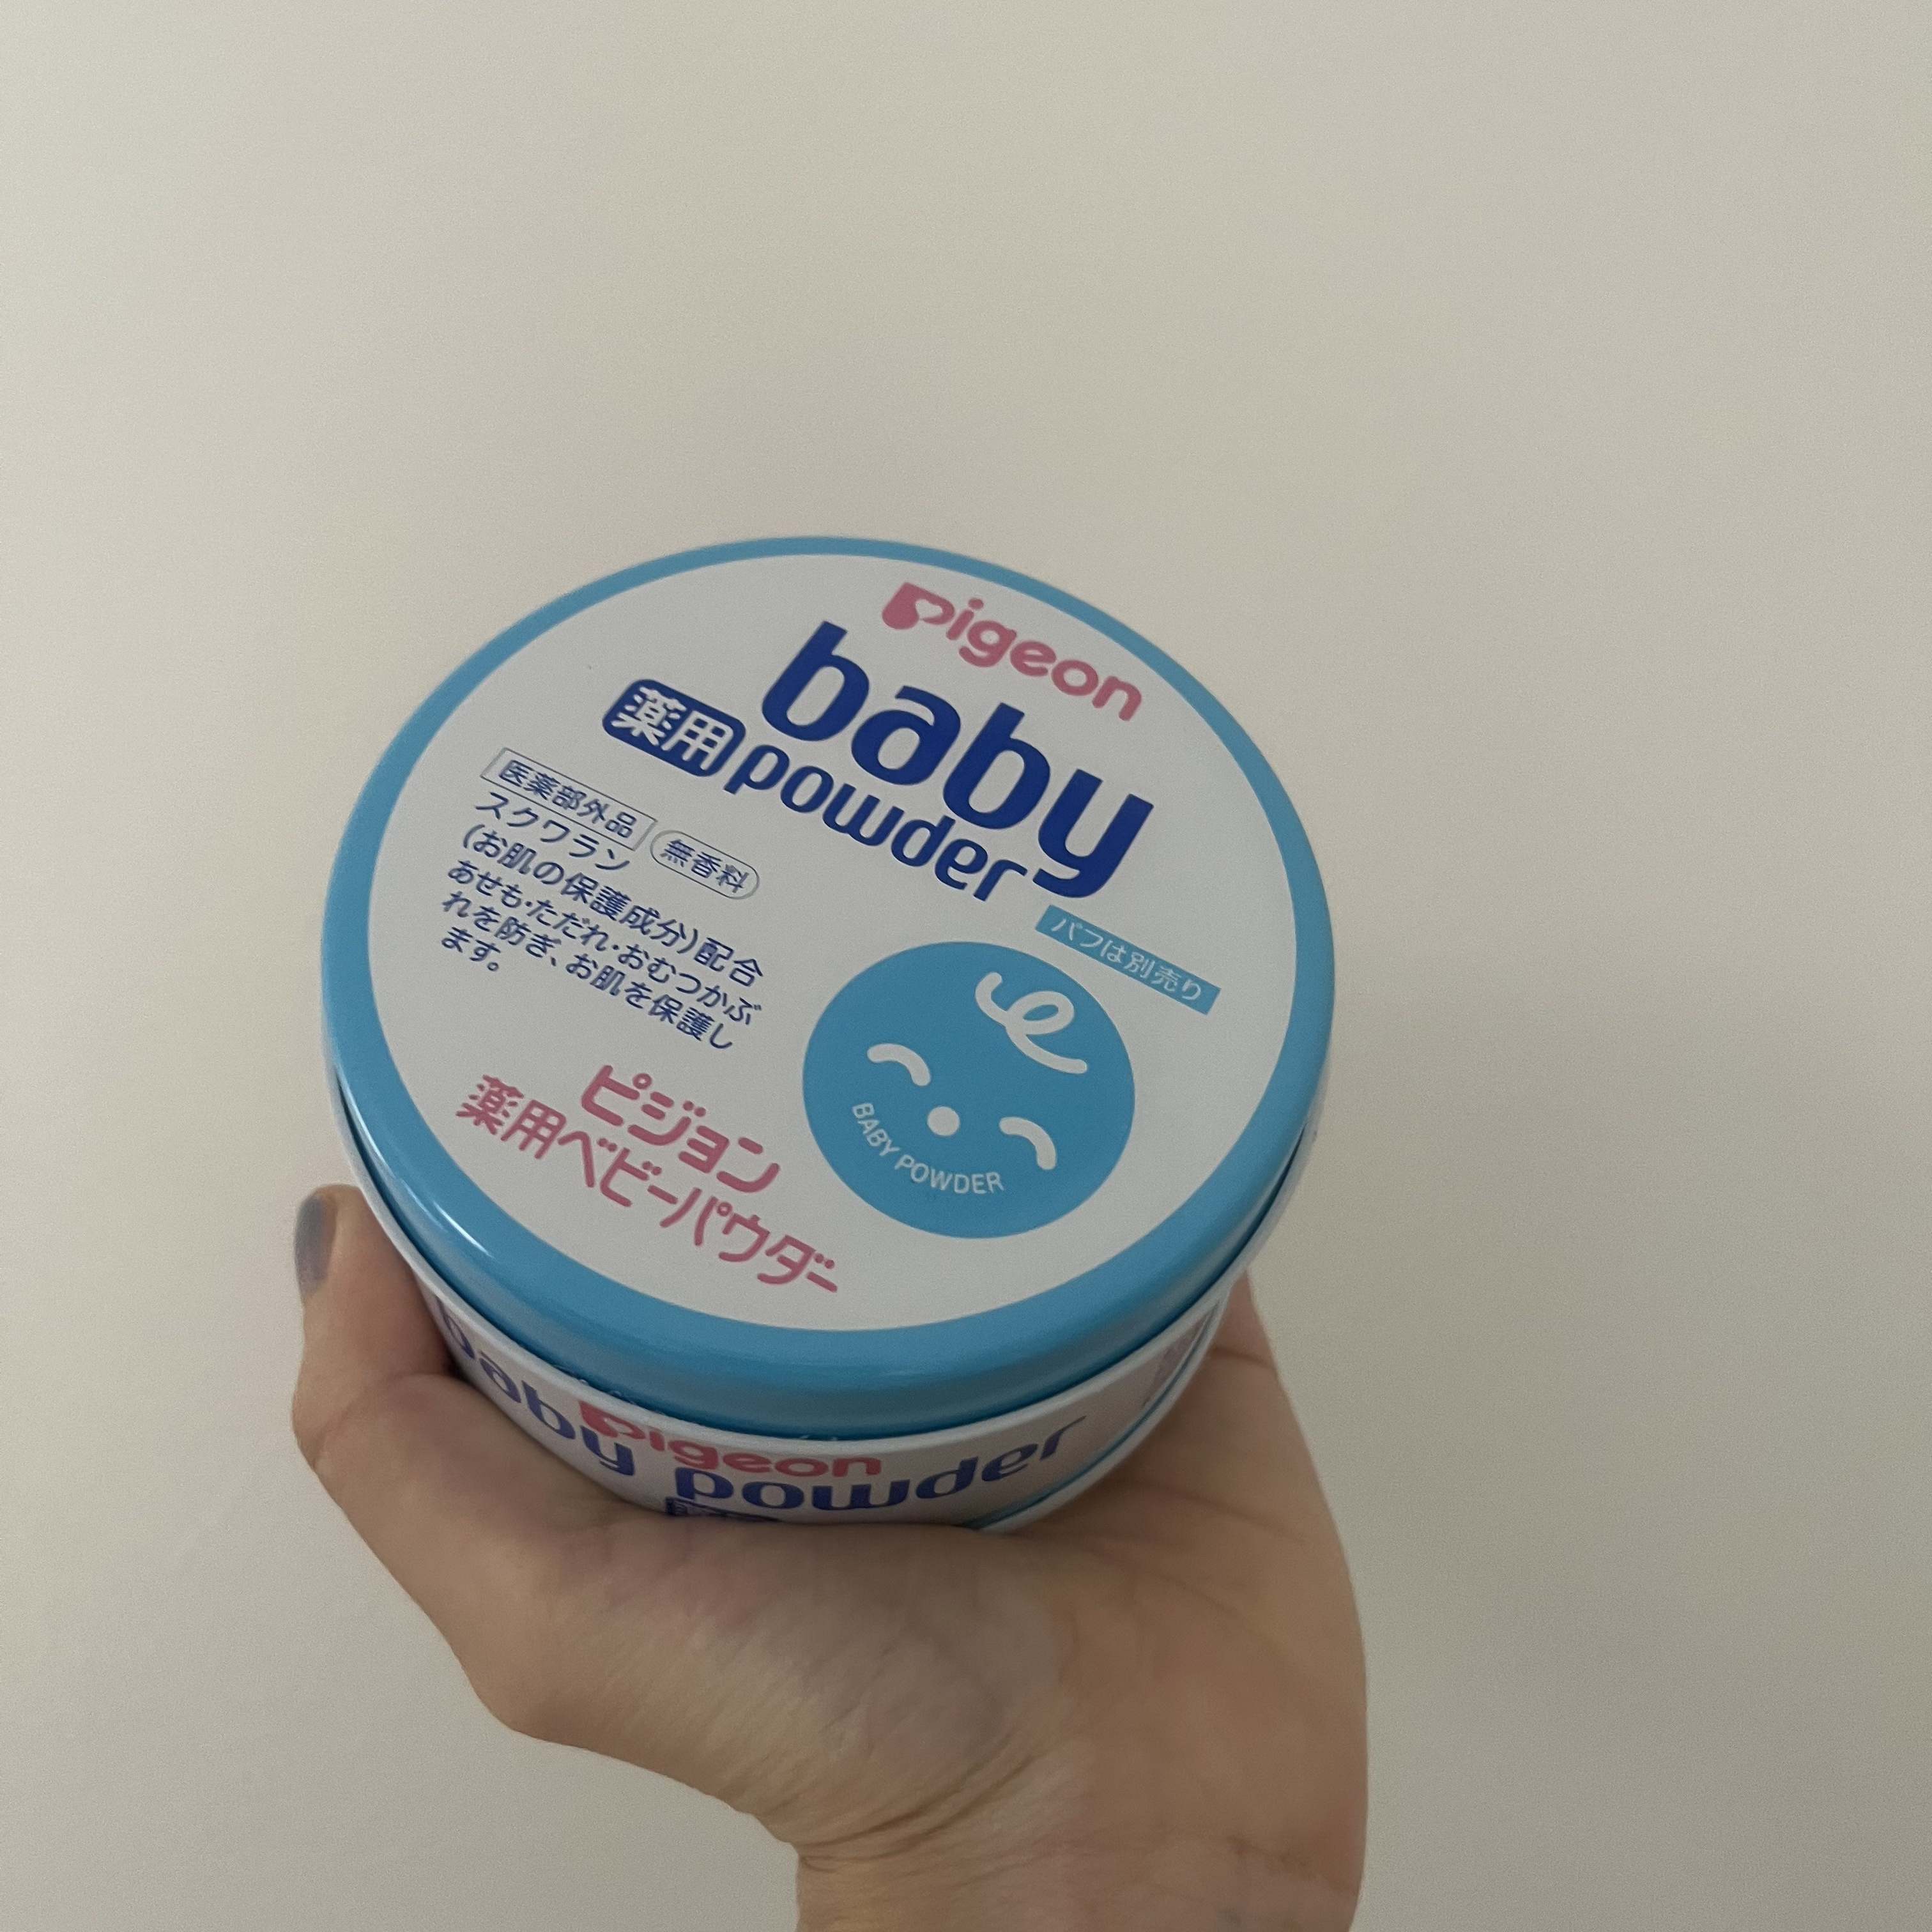 Pigeon
baby
薬用 powder
パフは別売り
医薬部外品 無香料
スクワラン
(お肌の保護成分)配合
あせも・ただれ・おむつかぶ
れを防ぎ、お肌を保護し
ます。
BABY POWDER
ピジョン
薬用ベビーパウダー
Pigeon
baby powder